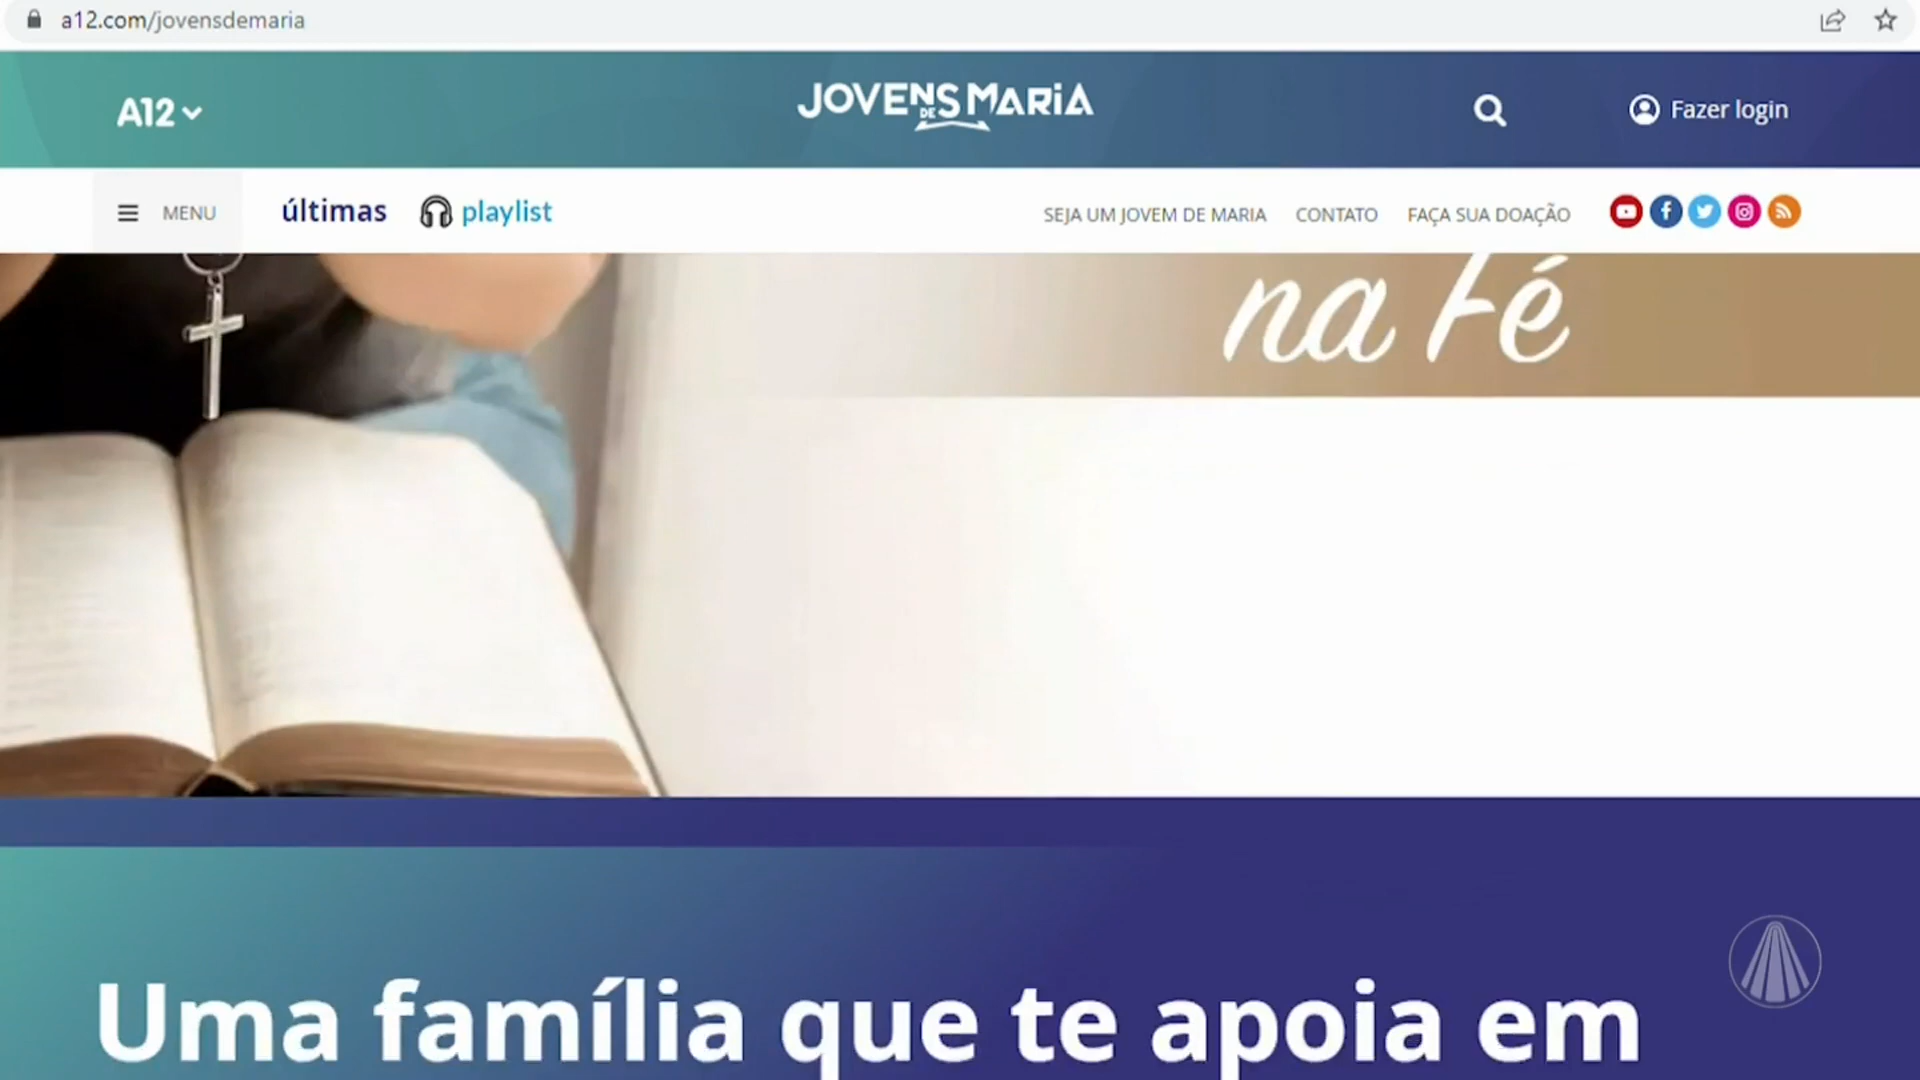 a12.com/jovensdemaria
A12
JOVENS DE MARiA
Fazer login
MENU
últimas
playlist
SEJA UM JOVEM DE MARIA
CONTATO
FAÇA SUA DOAÇÃO
na Fé
Uma família que te apoia em